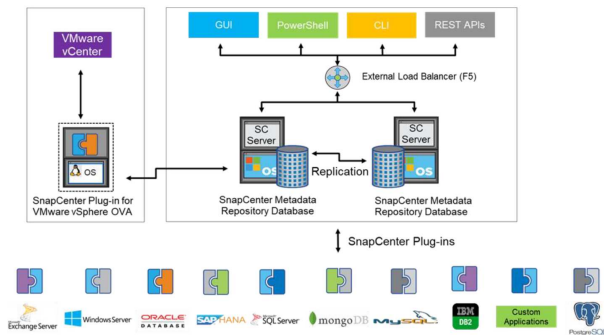 VMware
vCenter
GUI
PowerShell
CLI
REST APIs
External Load Balancer (F5)
SC
Server
OS
SC
Server
OS
Replication
OS
SnapCenter Plug-in for
VMware vSphere OVA
SnapCenter Metadata
Repository Database
SnapCenter Metadata
Repository Database
SnapCenter Plug-ins
Exchange Server
Windows Server
ORACLE
DATABASE
SAP HANA
SQL Server
mongoDB
MySQL
IBM
DB2
Custom
Applications
PostgreSQL